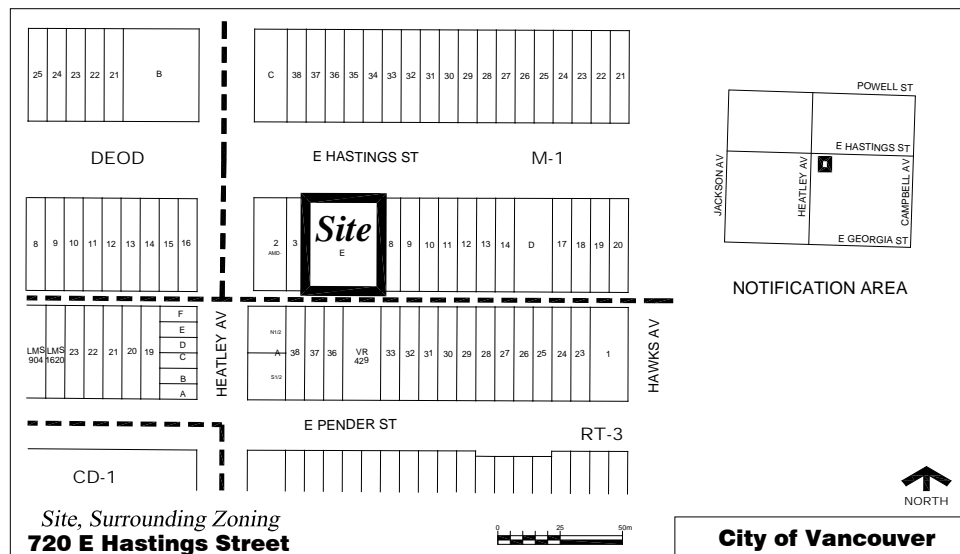 25 24 23 22 21 B
C 38 37 36 35 34 33 32 31 30 29 28 27 26 25 24 23 22 21
DEOD
E HASTINGS ST
M-1
8 9 10 11 12 13 14 15 16
2
AMD-
3
Site
E
8 9 10 11 12 13 14 D 17 18 19 20
F
E
D
C
B
A
LMS
904
LMS
1620
23 22 21 20 19
HEATLEY AV
N1/2
A
S1/2
38 37 36
VR
429
33 32 31 30 29 28 27 26 25 24 23 1
HAWKS AV
E PENDER ST
RT-3
CD-1
POWELL ST
E HASTINGS ST
JACKSON AV
HEATLEY AV
CAMPBELL AV
E GEORGIA ST
NOTIFICATION AREA
NORTH
Site, Surrounding Zoning
720 E Hastings Street
0 25 50m
City of Vancouver